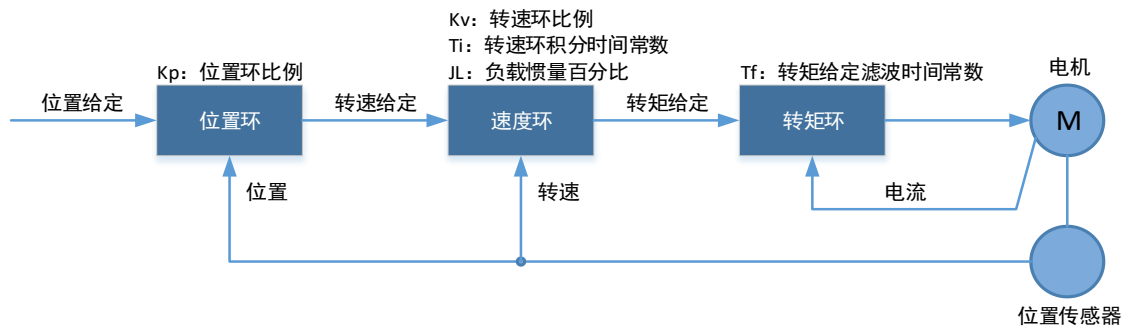 Kv：转速环比例
Ti：转速环积分时间常数
Kp：位置环比例
JL：负载惯量百分比
Tf：转矩给定滤波时间常数
电机
位置给定
位置环
转速给定
速度环
转矩给定
转矩环
M
位置
转速
电流
位置传感器